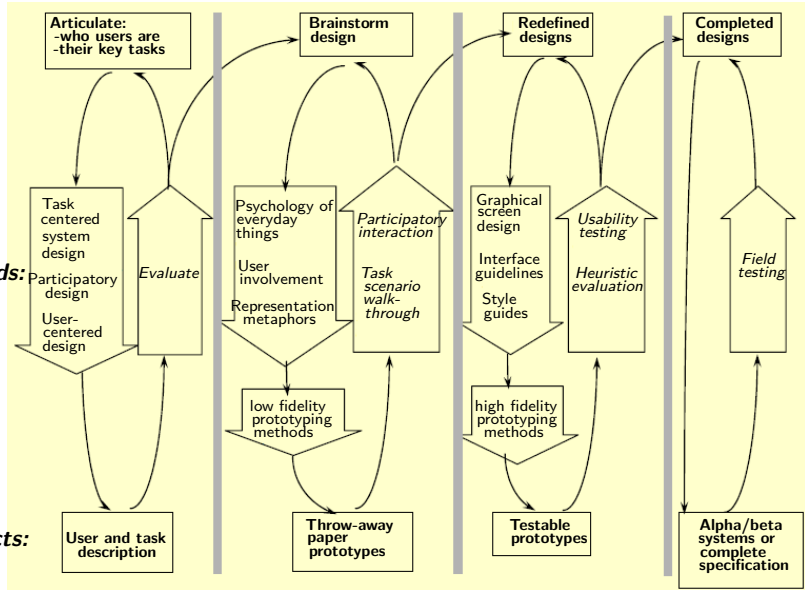 Articulate:
-who users are
-their key tasks
Brainstorm
design
Redefined
designs
Completed
designs
Task
centered
system
design
Participatory
design
User-
centered
design
Evaluate
Psychology of
everyday
things
User
involvement
Representation
metaphors
Participatory
interaction
Task
scenario
walk-
through
Graphical
screen
design
Interface
guidelines
Style
guides
Usability
testing
Heuristic
evaluation
Field
testing
ds:
low fidelity
prototyping
methods
high fidelity
prototyping
methods
cts:
User and task
description
Throw-away
paper
prototypes
Testable
prototypes
Alpha/beta
systems or
complete
specification